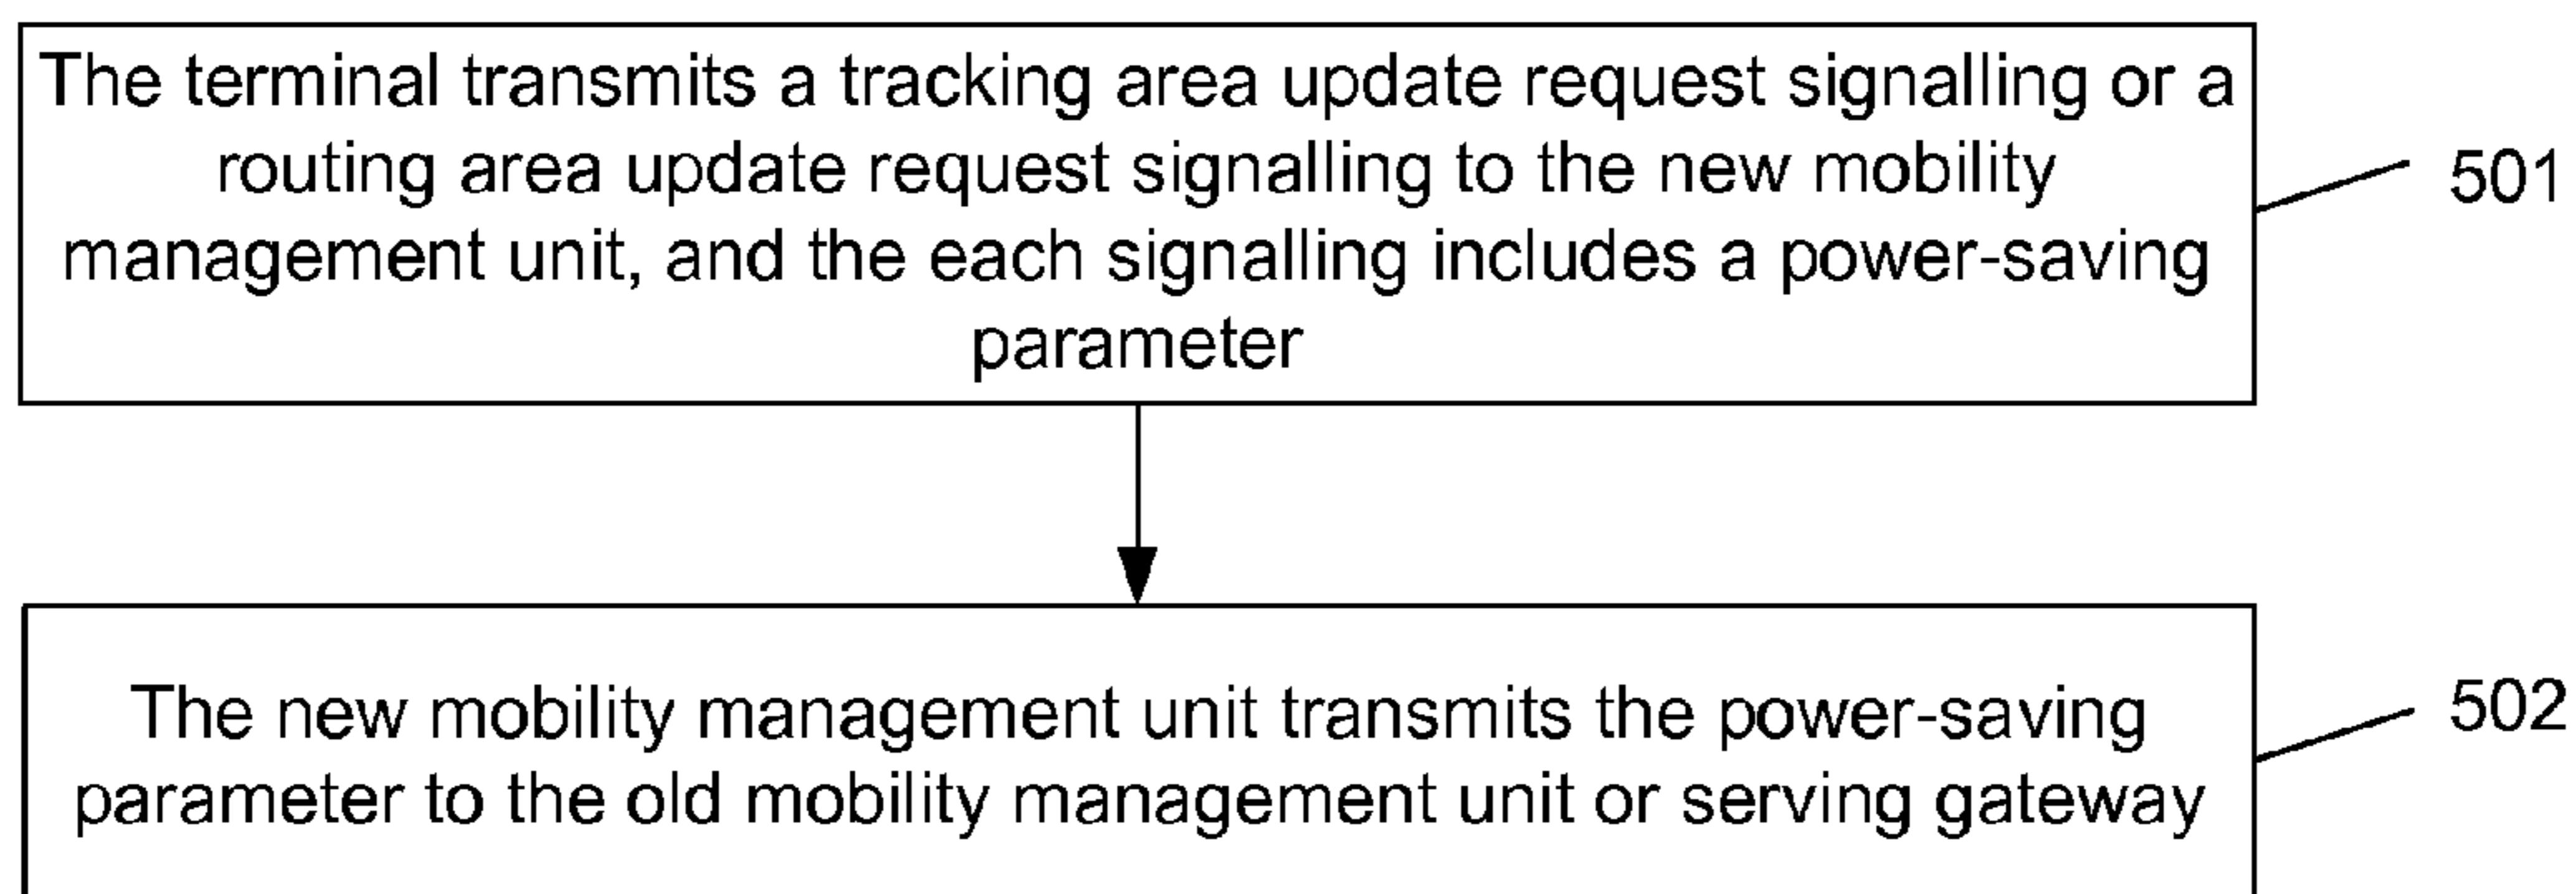 The terminal transmits a tracking area update request signalling or a
routing area update request signalling to the new mobility
management unit, and the each signalling includes a power-saving
parameter
501
The new mobility management unit transmits the power-saving
parameter to the old mobility management unit or serving gateway
502